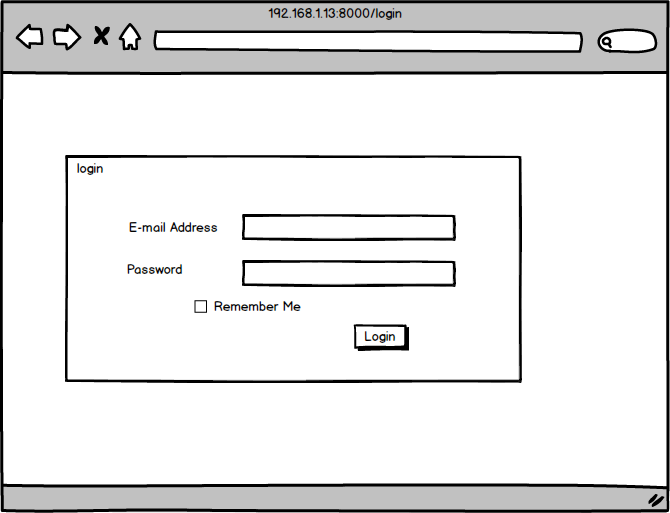 192.168.1.13:8000/login
login
E-mail Address
Password
Remember Me
Login